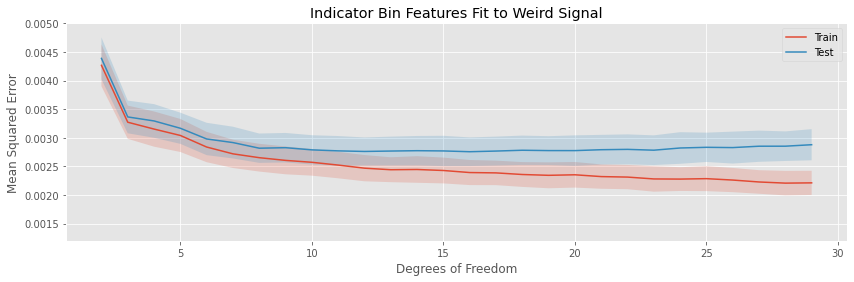 Indicator Bin Features Fit to Weird Signal
0.0050
0.0045
0.0040
0.0035
0.0030
0.0025
0.0020
0.0015
Mean Squared Error
Train
Test
5
10
15
20
25
30
Degrees of Freedom